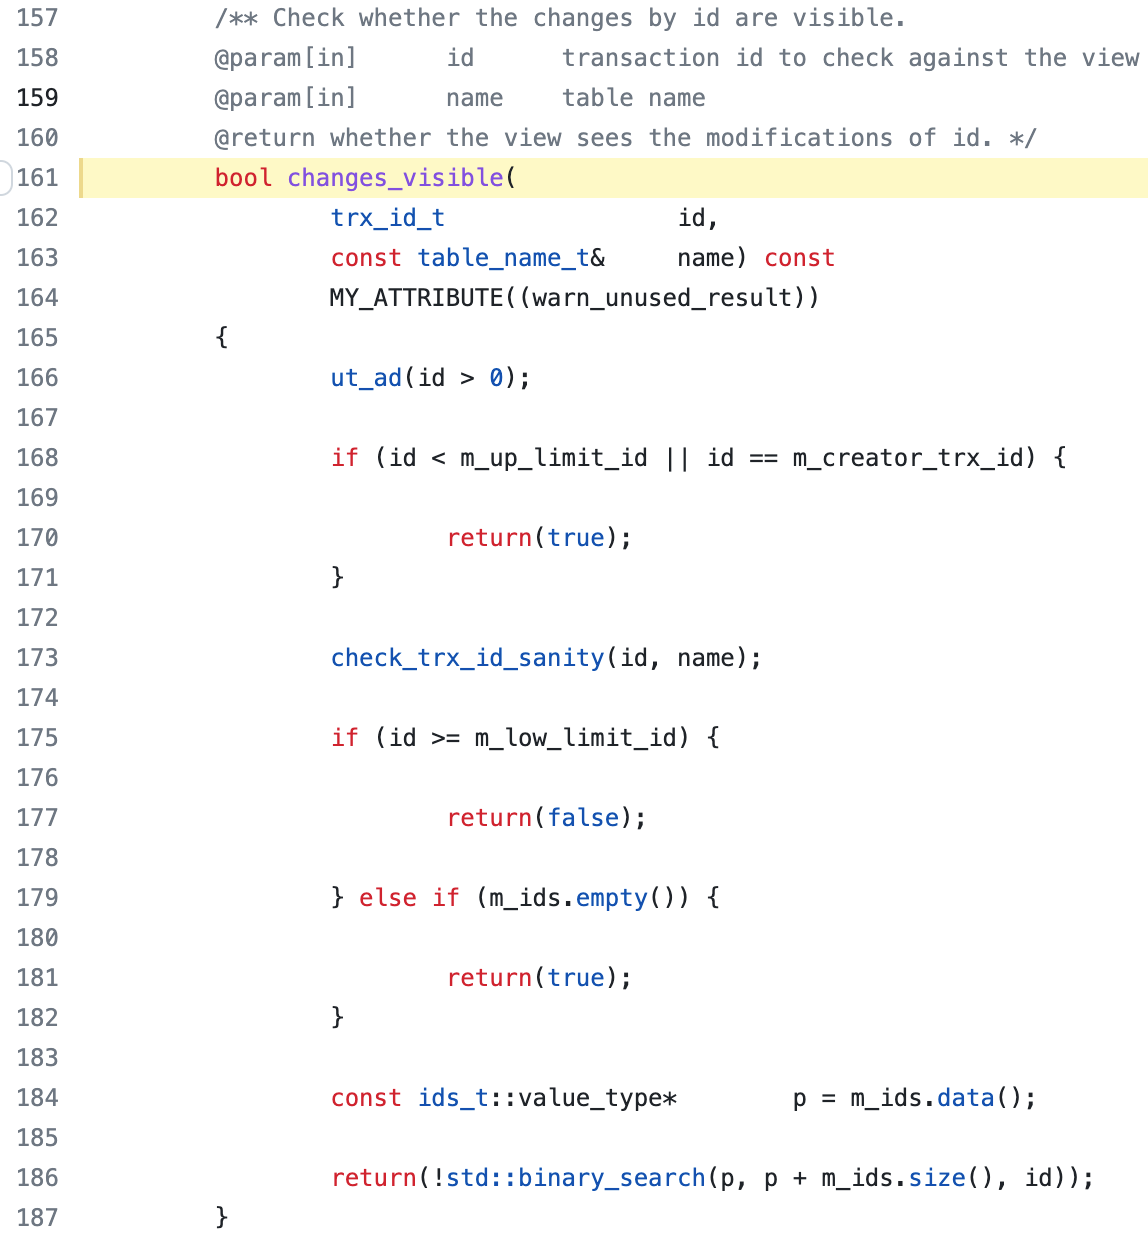 157 /** Check whether the changes by id are visible.
158 @param[in] id transaction id to check against the view
159 @param[in] name table name
160 @return whether the view sees the modifications of id. */
161 bool changes_visible(
162 trx_id_t id,
163 const table_name_t& name) const
164 MY_ATTRIBUTE((warn_unused_result))
165 {
166 ut_ad(id > 0);
167
168 if (id < m_up_limit_id || id == m_creator_trx_id) {
169
170 return(true);
171 }
172
173 check_trx_id_sanity(id, name);
174
175 if (id >= m_low_limit_id) {
176
177 return(false);
178
179 } else if (m_ids.empty()) {
180
181 return(true);
182 }
183
184 const ids_t::value_type* p = m_ids.data();
185
186 return(!std::binary_search(p, p + m_ids.size(), id));
187 }